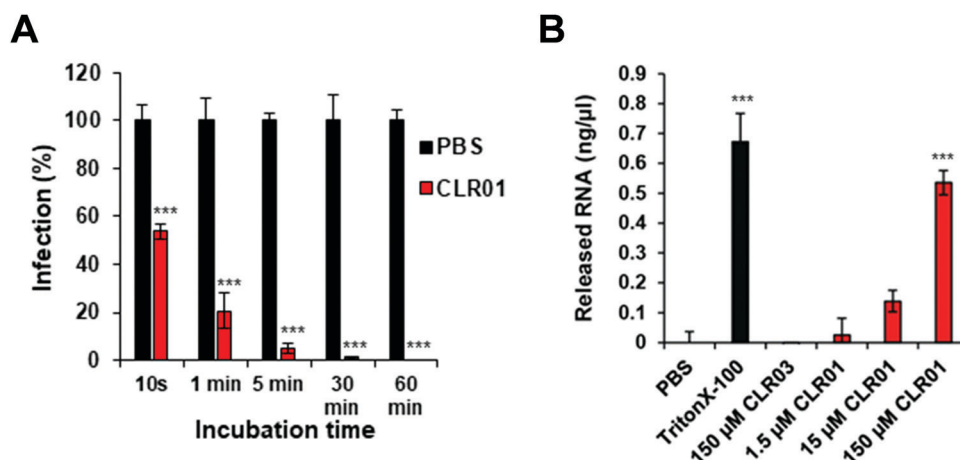 A
120
100
80
60
40
20
0
Infection (%)
***
***
***
***
***
PBS
CLR01
10s
1 min
5 min
30 min
60 min
Incubation time
B
0.9
0.8
0.7
0.6
0.5
0.4
0.3
0.2
0.1
0
Released RNA (ng/µl)
***
***
PBS
TritonX-100
150 µM CLR03
1.5 µM CLR01
15 µM CLR01
150 µM CLR01